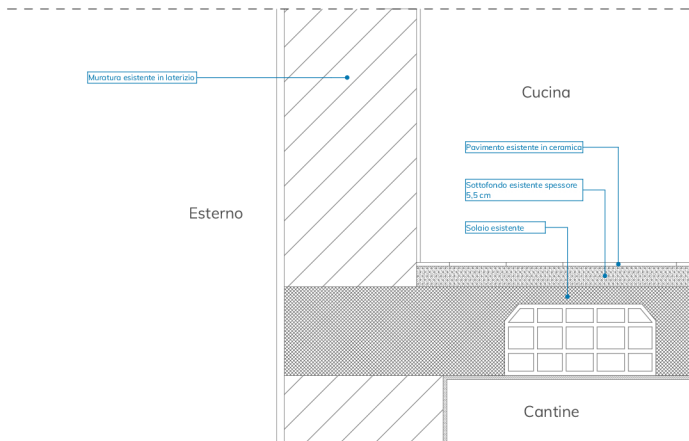 Muratura esistente in laterizio
Cucina
Pavimento esistente in ceramica
Sottofondo esistente spessore
5,5 cm
Esterno
Solaio esistente
Cantine